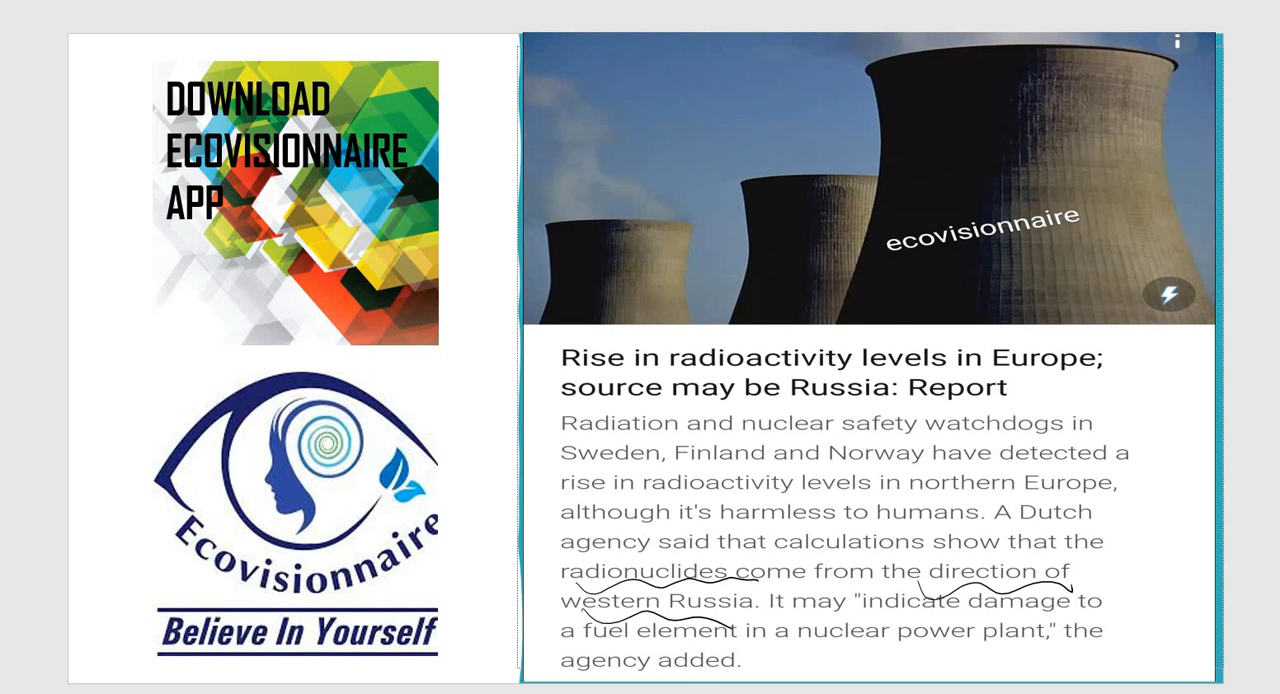 DOWNLOAD
ECOVISIONNAIRE
APP
Ecovisionnaire
Believe In Yourself
ecovisionnaire
Rise in radioactivity levels in Europe;
source may be Russia: Report
Radiation and nuclear safety watchdogs in
Sweden, Finland and Norway have detected a
rise in radioactivity levels in northern Europe,
although it's harmless to humans. A Dutch
agency said that calculations show that the
radionuclides come from the direction of
western Russia. It may "indicate damage to
a fuel element in a nuclear power plant," the
agency added.